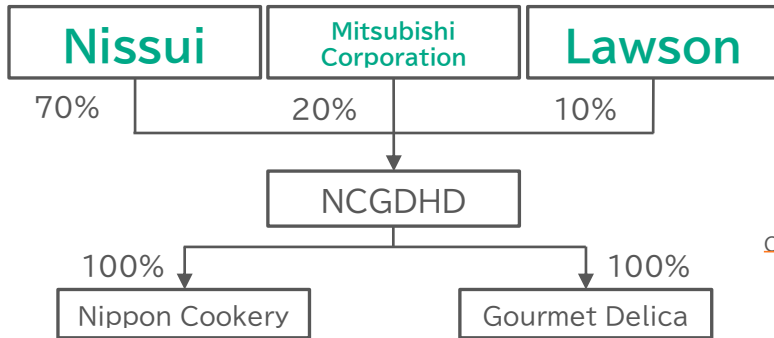 Nissui
Mitsubishi
Corporation
Lawson
70%
20%
10%
NCGDHD
100%
100%
Nippon Cookery
Gourmet Delica